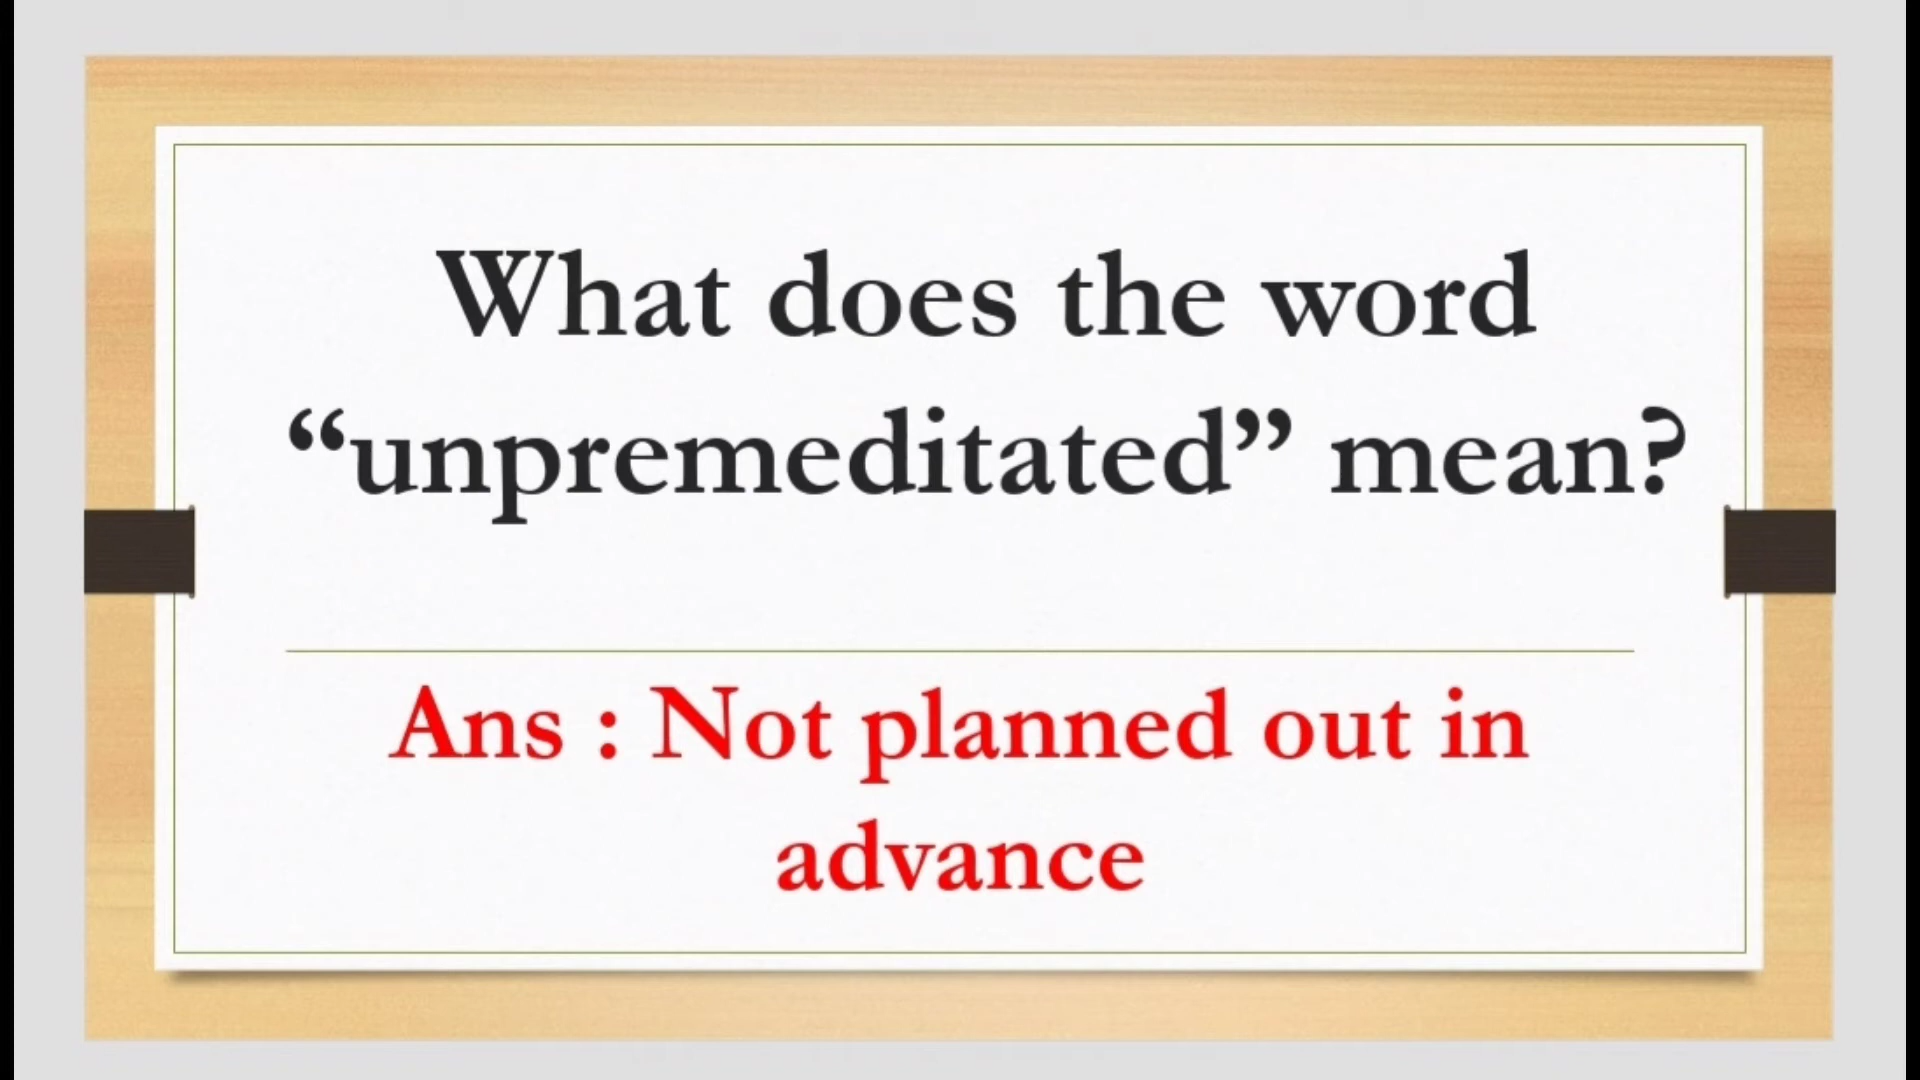 What does the word
“unpremeditated” mean?
Ans : Not planned out in
advance